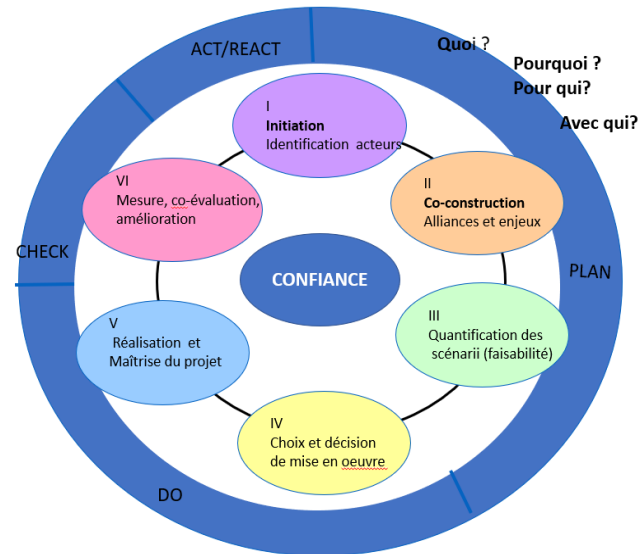 ACT/REACT
Quoi ?
Pourquoi ?
Pour qui?
Avec qui?
I
Initiation
Identification acteurs
II
Co-construction
Alliances et enjeux
PLAN
III
Quantification des
scénarii (faisabilité)
IV
Choix et décision
de mise en oeuvre
DO
V
Réalisation et
Maîtrise du projet
CHECK
VI
Mesure, co-évaluation,
amélioration
CONFIANCE